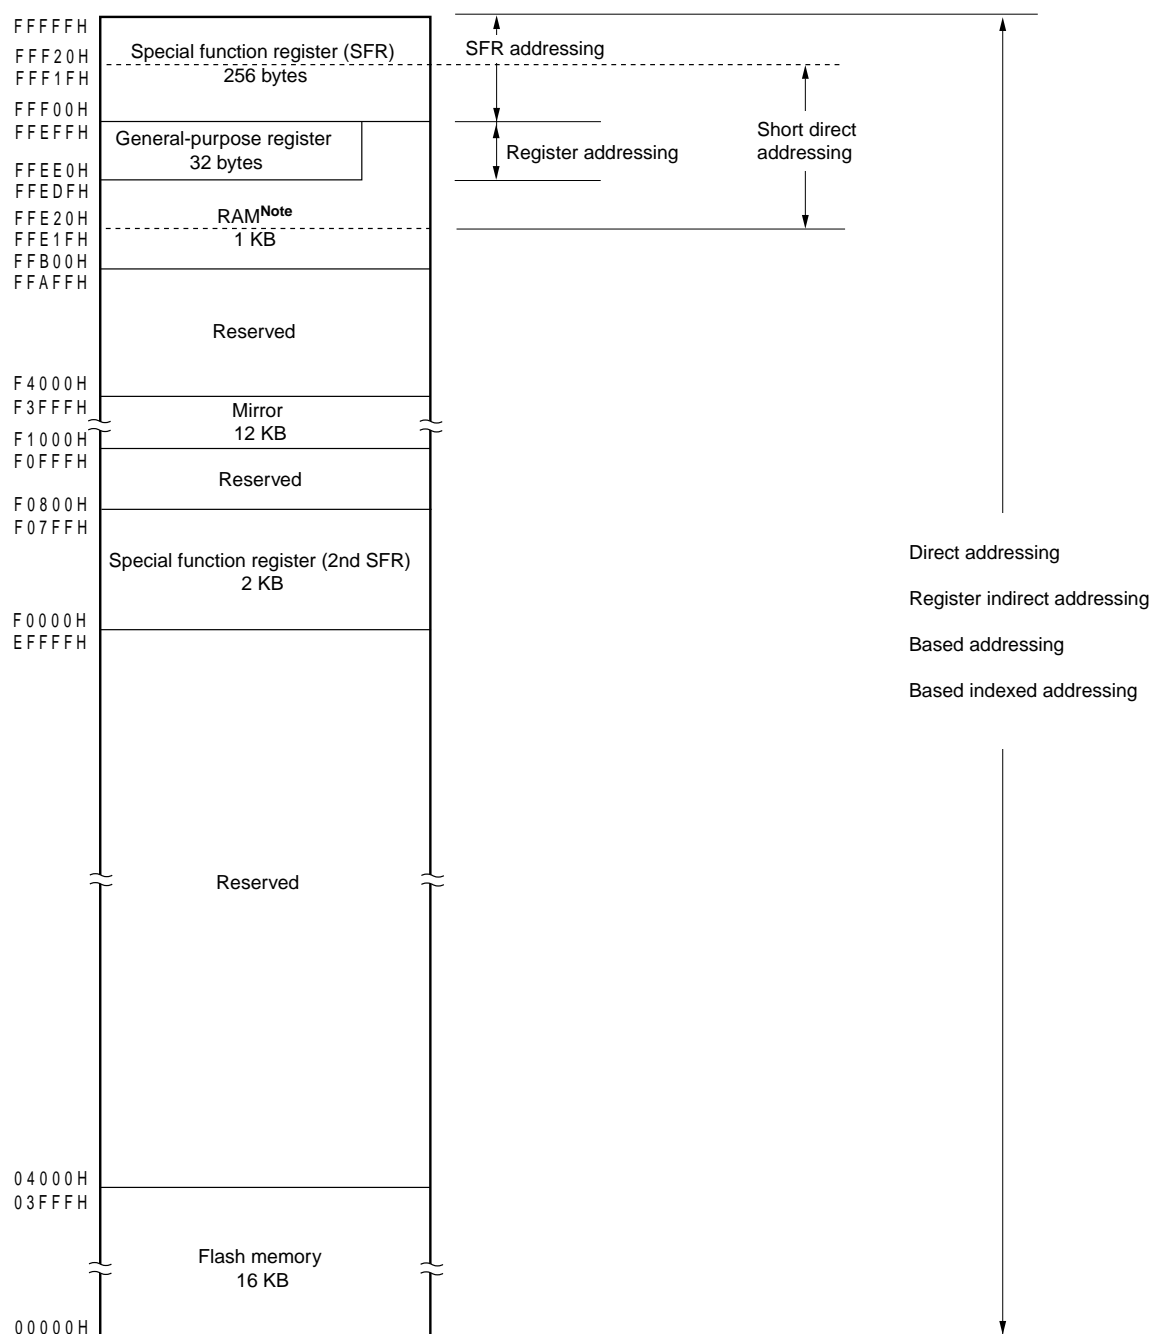 FFFFFH
FFF20H
FFF1FH
FFF00H
FFEFFH
FFEE0H
FFEDFH
FFE20H
FFE1FH
FFB00H
FFAFFH
F4000H
F3FFFH
F1000H
F0FFFH
F0800H
F07FFH
F0000H
EFFFFH
04000H
03FFFH
00000H
Special function register (SFR)
256 bytes
General-purpose register
32 bytes
RAMNote
1 KB
Reserved
Mirror
12 KB
Reserved
Special function register (2nd SFR)
2 KB
Reserved
Flash memory
16 KB
SFR addressing
Register addressing
Short direct
addressing
Direct addressing
Register indirect addressing
Based addressing
Based indexed addressing